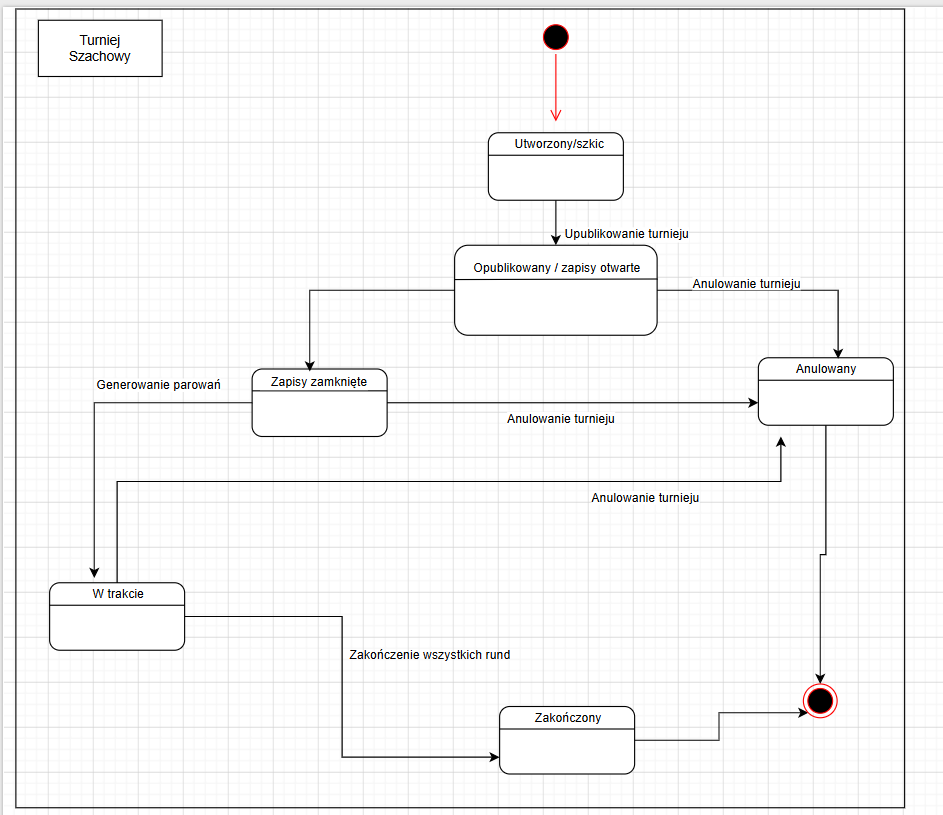 Turniej
Szachowy
Utworzony/szkic
Upublikowanie turnieju
Opublikowany / zapisy otwarte
Anulowanie turnieju
Anulowany
Zapisy zamknięte
Generowanie parowań
Anulowanie turnieju
Anulowanie turnieju
W trakcie
Zakończenie wszystkich rund
Zakończony